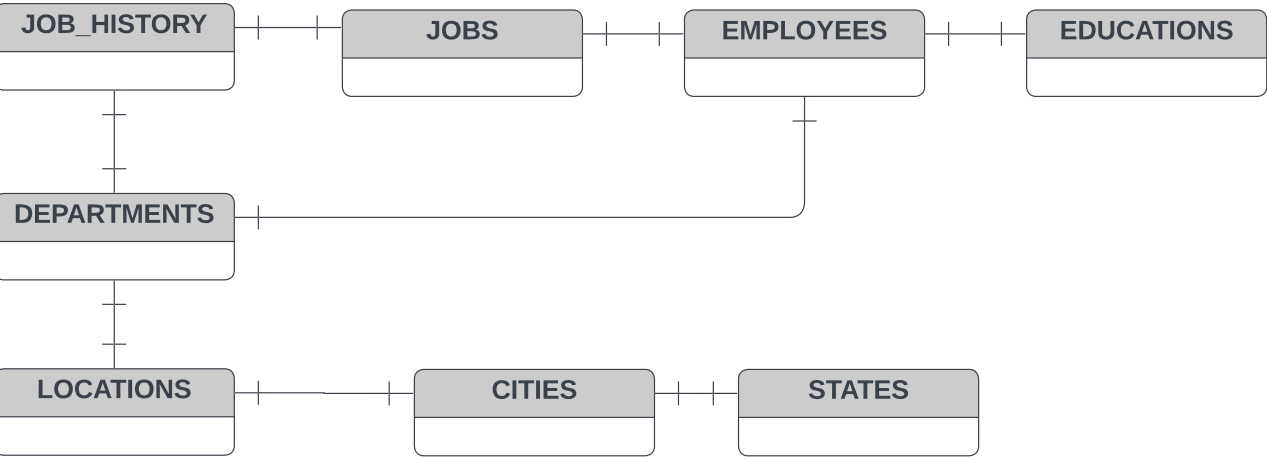 JOB_HISTORY
JOBS
EMPLOYEES
EDUCATIONS
DEPARTMENTS
LOCATIONS
CITIES
STATES